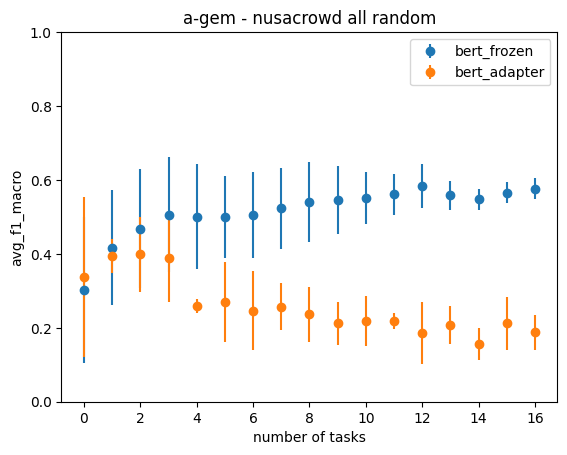 a-gem - nusacrowd all random
bert_frozen
bert_adapter
avg_f1_macro
1.0
0.8
0.6
0.4
0.2
0.0
0 2 4 6 8 10 12 14 16
number of tasks